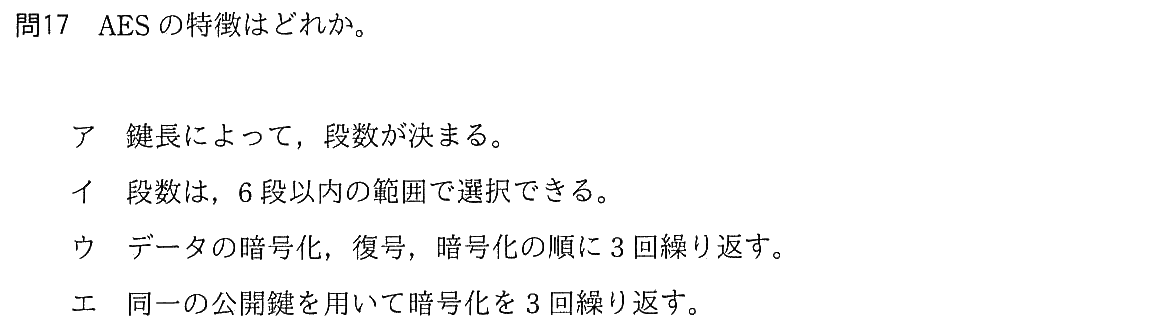 問17 AES の特徴はどれか。
ア 鍵長によって，段数が決まる。
イ 段数は，6 段以内の範囲で選択できる。
ウ データの暗号化，復号，暗号化の順に 3 回繰り返す。
エ 同一の公開鍵を用いて暗号化を 3 回繰り返す。